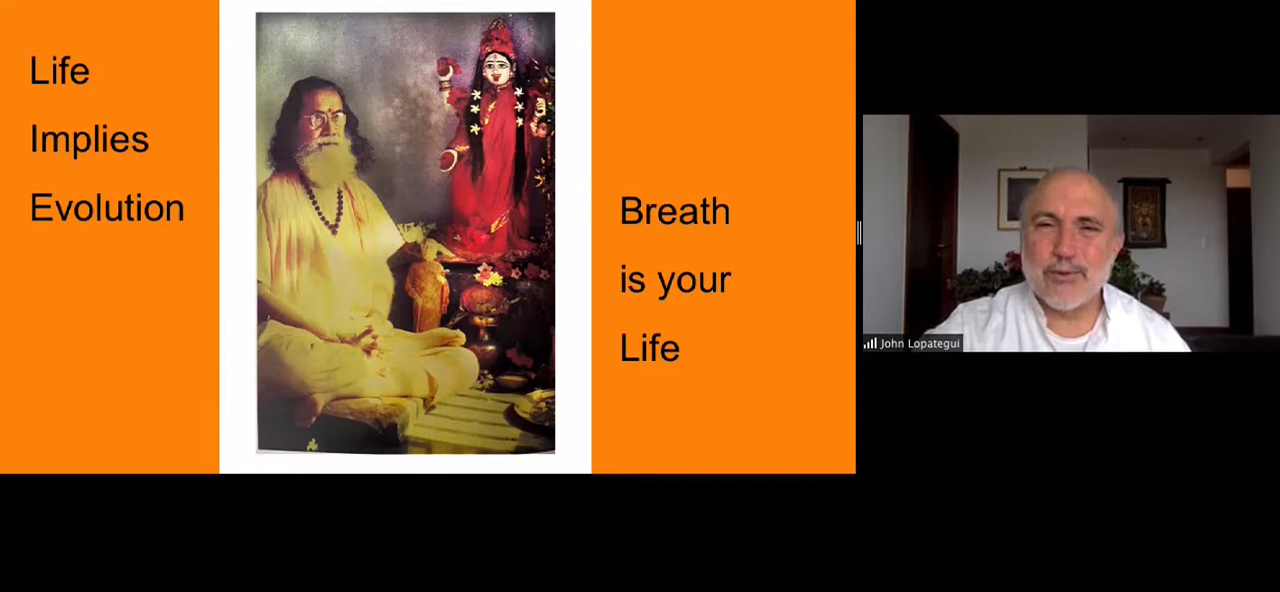 Life
Implies
Evolution
Breath
is your
Life
John Lopategui